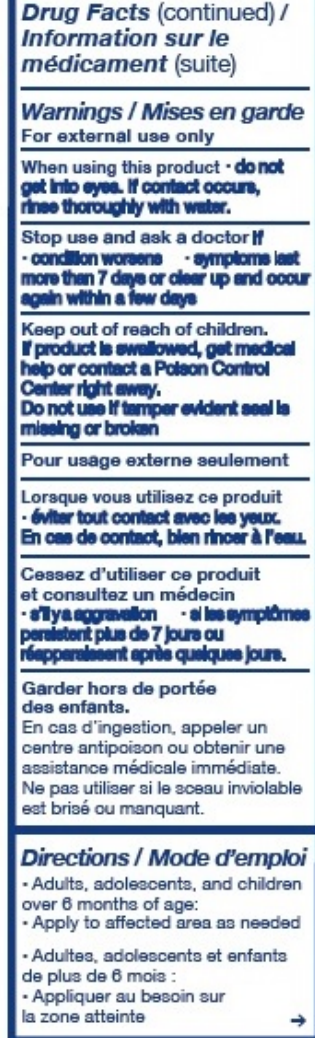 Drug Facts (continued) /
Information sur le
médicament (suite)
Warnings / Mises en garde
For external use only
When using this product • do not
get into eyes. If contact occurs,
rinse thoroughly with water.
Stop use and ask a doctor if
• condition worsens • symptoms last
more than 7 days or clear up and occur
again within a few days
Keep out of reach of children.
If product is swallowed, get medical
help or contact a Poison Control
Center right away.
Do not use if tamper evident seal is
missing or broken
Pour usage externe seulement
Lorsque vous utilisez ce produit
• éviter tout contact avec les yeux.
En cas de contact, bien rincer à l'eau.
Cessez d'utiliser ce produit
et consultez un médecin
• s'il y a aggravation • si les symptômes
persistent plus de 7 jours ou
réapparaissent après quelques jours.
Garder hors de portée
des enfants.
En cas d'ingestion, appeler un
centre antipoison ou obtenir une
assistance médicale immédiate.
Ne pas utiliser si le sceau inviolable
est brisé ou manquant.
Directions / Mode d'emploi
• Adults, adolescents, and children
over 6 months of age:
• Apply to affected area as needed
• Adultes, adolescents et enfants
de plus de 6 mois :
• Appliquer au besoin sur
la zone atteinte →